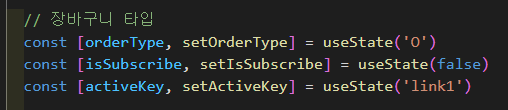 // 장바구니 타입
const [orderType, setOrderType] = useState('O')
const [isSubscribe, setIsSubscribe] = useState(false)
const [activeKey, setActiveKey] = useState('link1')